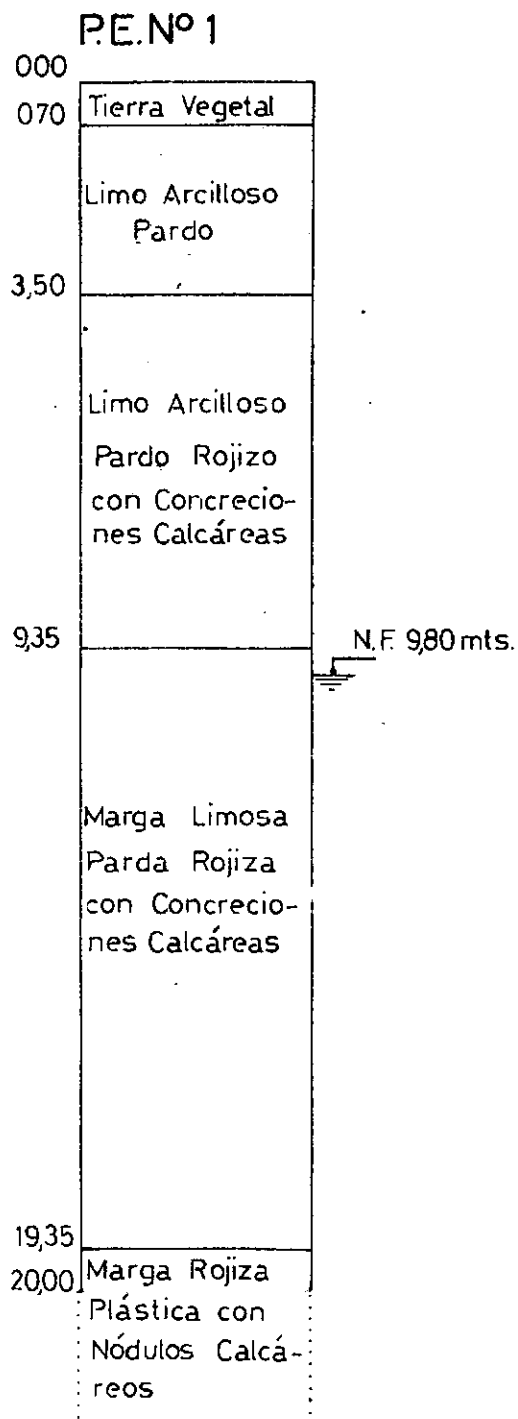 P.E. Nº 1
000
070 Tierra Vegetal
Limo Arcilloso
Pardo
3,50
Limo Arcilloso
Pardo Rojizo
con Concrecio-
nes Calcáreas
9,35
N.F. 9,80 mts.
Marga Limosa
Parda Rojiza
con Concrecio-
nes Calcáreas
19,35
Marga Rojiza
20,00
Plástica con
Nódulos Calcá-
reos